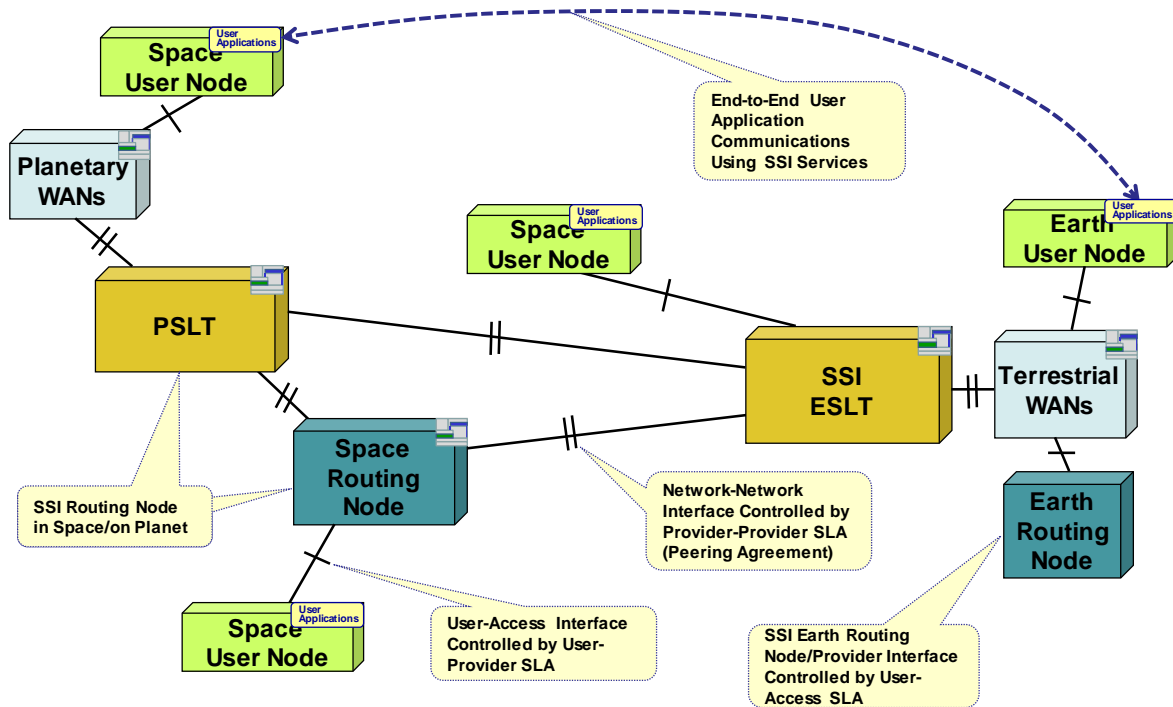 User
Applications
Space
User Node
End-to-End User
Application
Communications
Using SSI Services
Planetary
WANs
User
Applications
Space
User Node
User
Applications
Earth
User Node
PSLT
SSI
ESLT
Terrestrial
WANs
Space
Routing
Node
SSI Routing Node
in Space/on Planet
Network-Network
Interface Controlled by
Provider-Provider SLA
(Peering Agreement)
Earth
Routing
Node
User
Applications
Space
User Node
User-Access Interface
Controlled by User-
Provider SLA
SSI Earth Routing
Node/Provider Interface
Controlled by User-
Access SLA